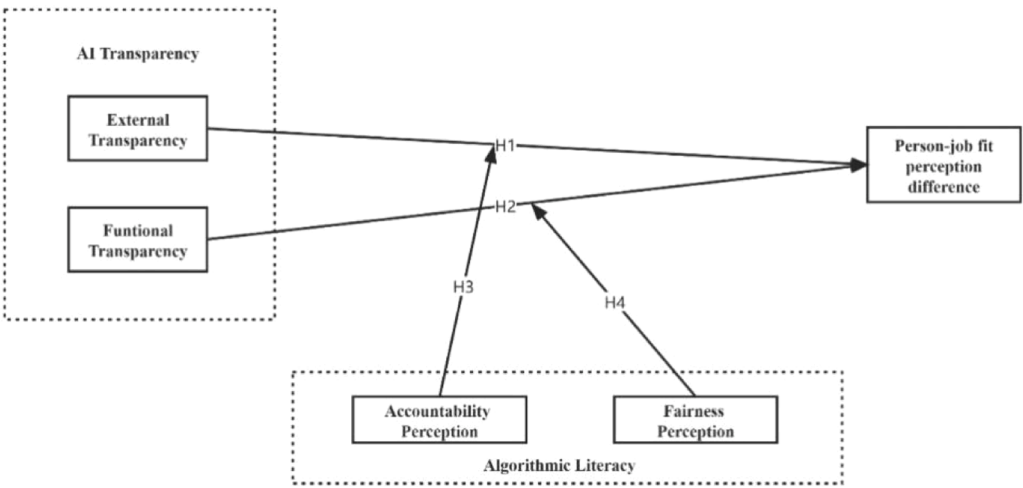 AI Transparency
External
Transparency
Funtional
Transparency
H1
H2
H3
H4
Person-job fit
perception
difference
Accountability
Perception
Fairness
Perception
Algorithmic Literacy